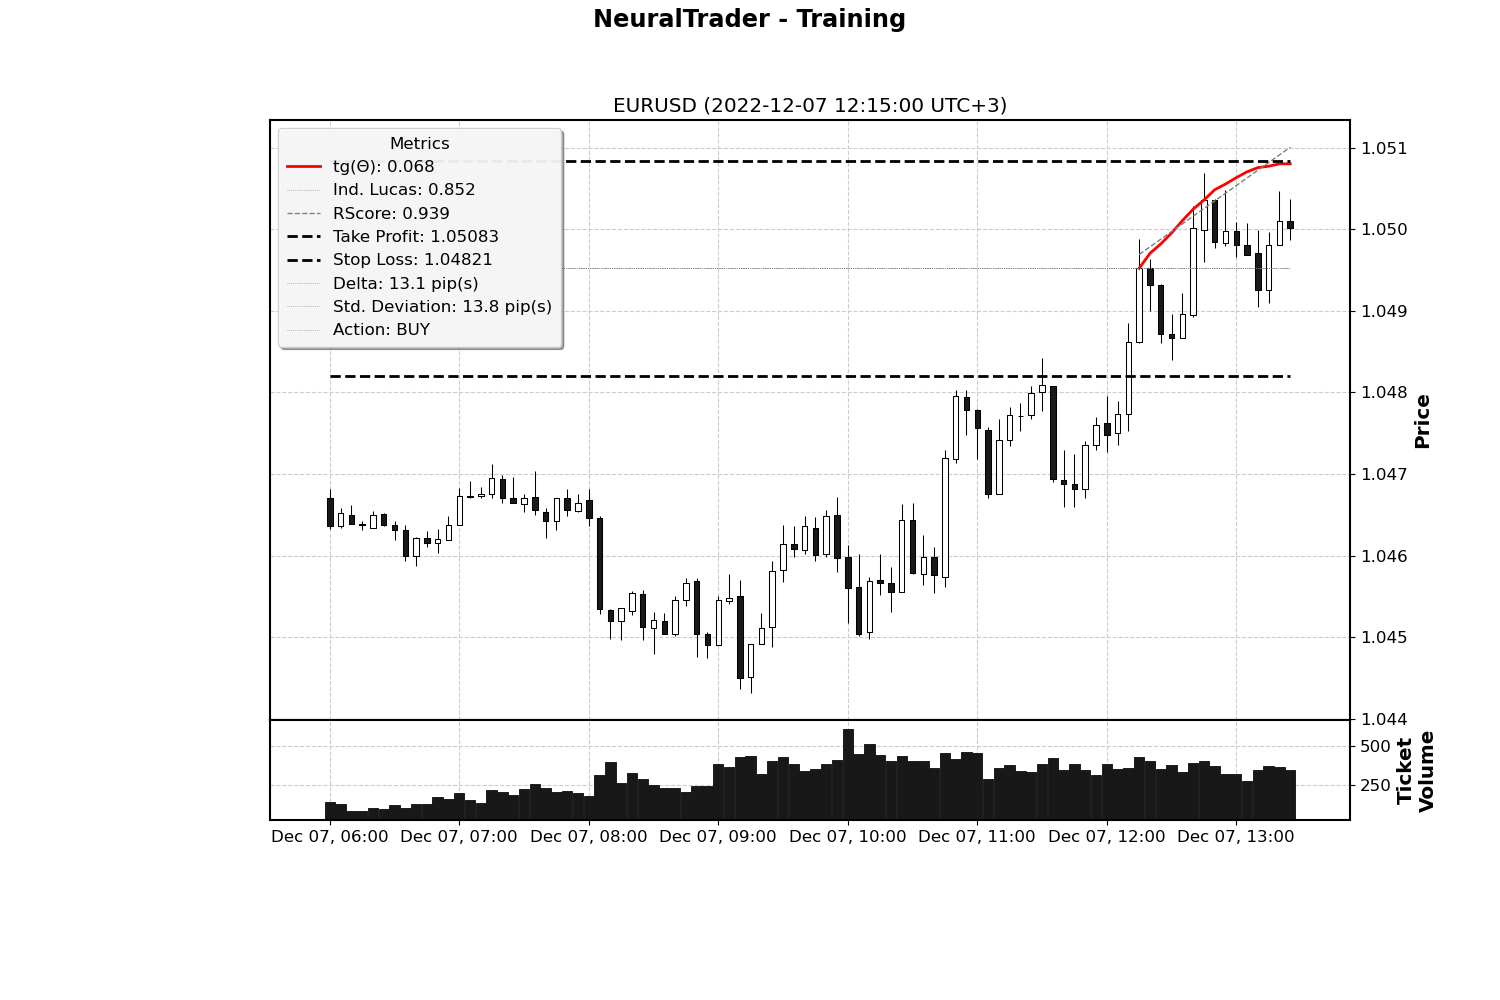 NeuralTrader - Training
EURUSD (2022-12-07 12:15:00 UTC+3)
Metrics
tg(Θ): 0.068
Ind. Lucas: 0.852
RScore: 0.939
Take Profit: 1.05083
Stop Loss: 1.04821
Delta: 13.1 pip(s)
Std. Deviation: 13.8 pip(s)
Action: BUY
1.051
1.050
1.049
1.048
1.047
1.046
1.045
1.044
Price
500
250
Ticket
Volume
Dec 07, 06:00 Dec 07, 07:00 Dec 07, 08:00 Dec 07, 09:00 Dec 07, 10:00 Dec 07, 11:00 Dec 07, 12:00 Dec 07, 13:00